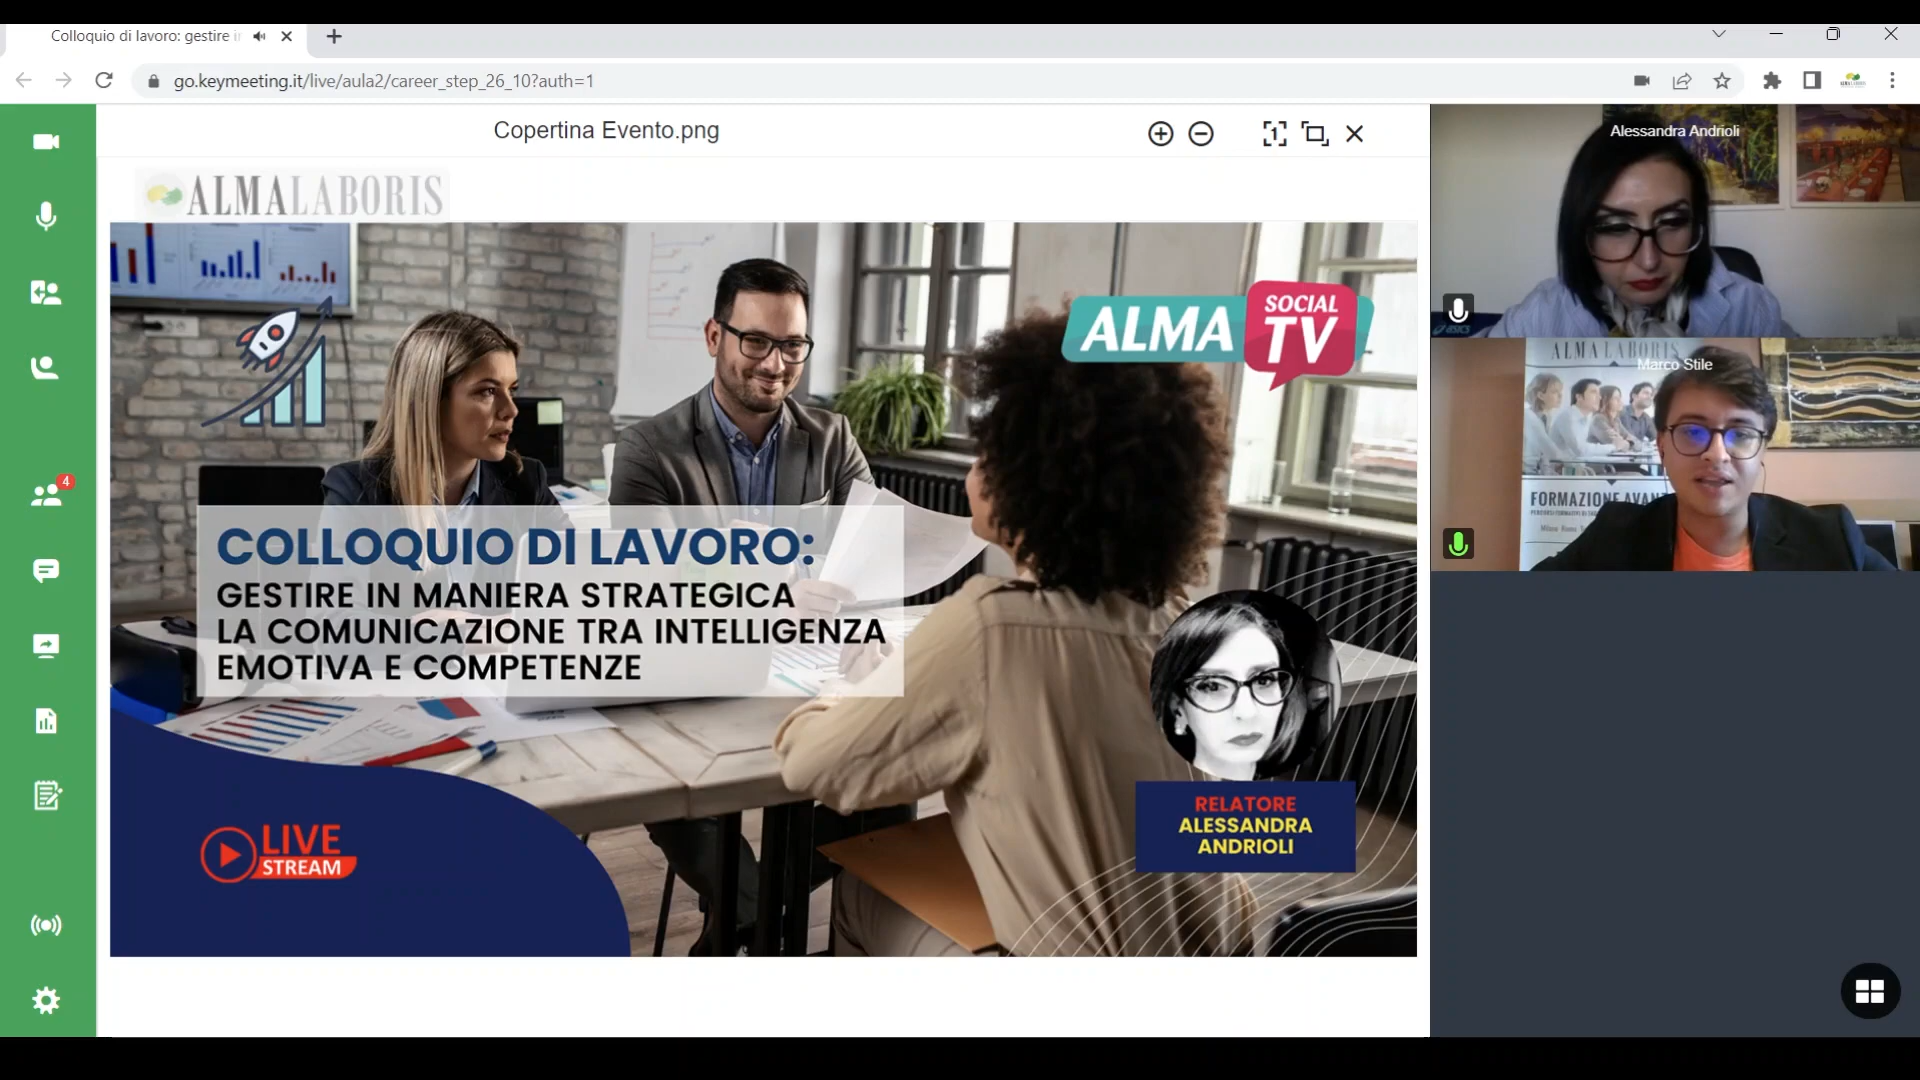 Colloquio di lavoro: gestire
go.keymeeting.it/live/aula2/career_step_26_10?auth=1
Copertina Evento.png
ALMALABORIS
ALMA SOCIAL TV
COLLOQUIO DI LAVORO:
GESTIRE IN MANIERA STRATEGICA
LA COMUNICAZIONE TRA INTELLIGENZA
EMOTIVA E COMPETENZE
LIVE
STREAM
RELATORE
ALESSANDRA
ANDRIOLI
4
Alessandra Andrioli
ALMALABORIS
Marco Stile
FORMAZIONE AVAN